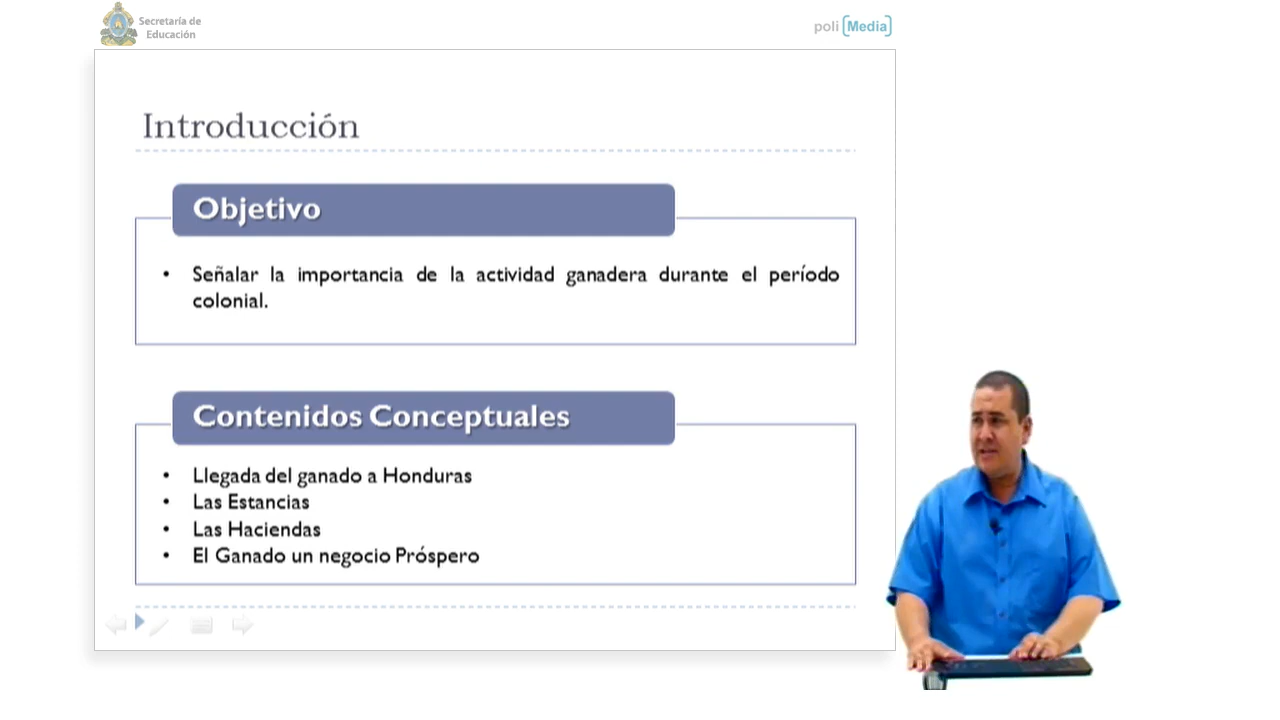 Secretaría de
Educación
poli [Media]
Introducción
Objetivo
• Señalar la importancia de la actividad ganadera durante el período
colonial.
Contenidos Conceptuales
• Llegada del ganado a Honduras
• Las Estancias
• Las Haciendas
• El Ganado un negocio Próspero